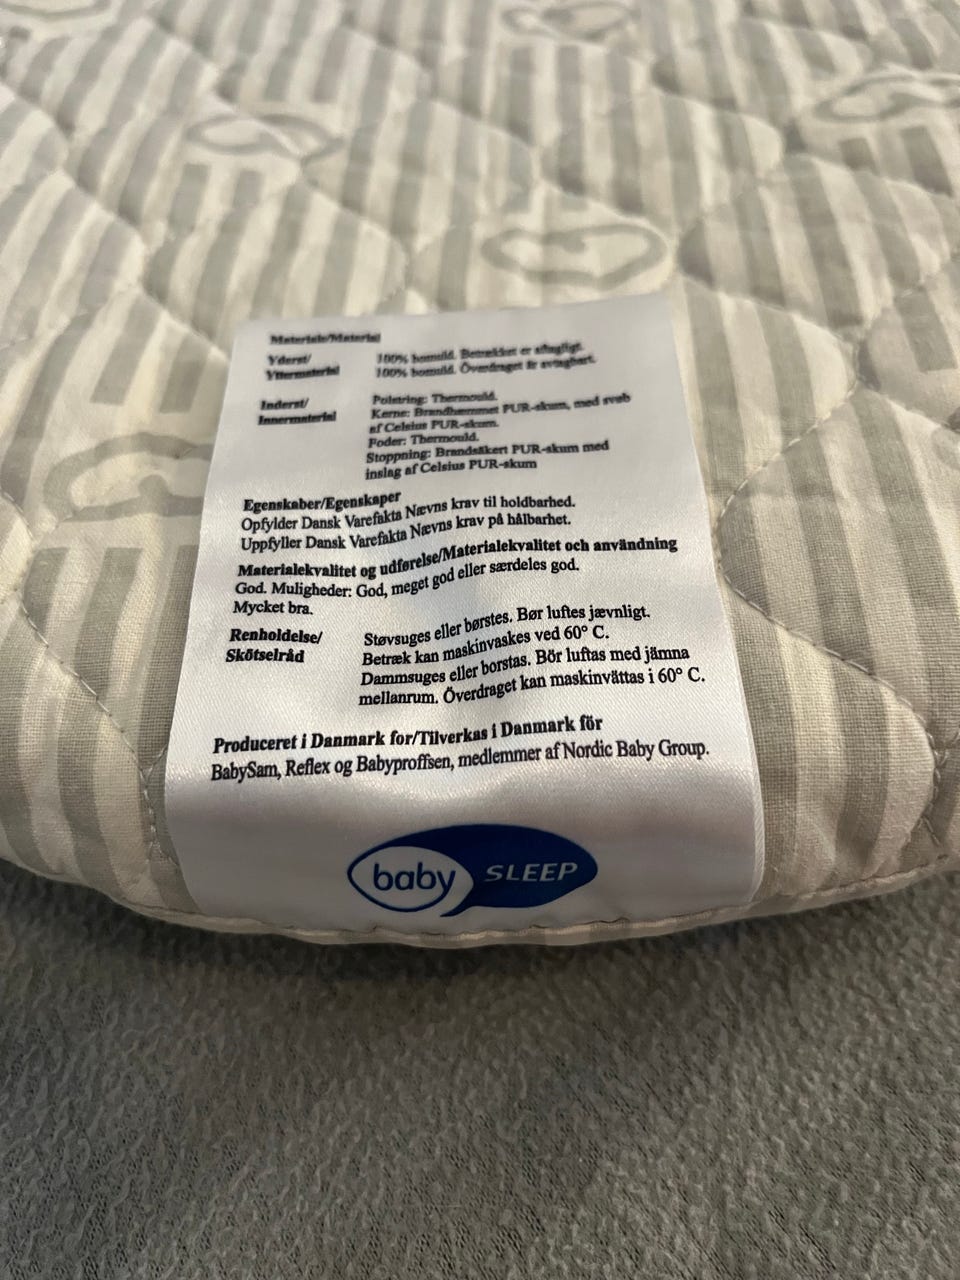 Materiale/Material
Yderst/ 100% bomuld. Betrækket er aftageligt.
Yttermaterial 100% bomuld. Överdraget är avtagbart.
Inderst/ Polstring: Thermould.
Innermaterial Kerne: Brandhæmmet PUR-skum, med svøb
af Celsius PUR-skum.
Foder: Thermould.
Stoppning: Brandsäkert PUR-skum med
inslag af Celsius PUR-skum
Egenskaber/Egenskaper
Opfylder Dansk Varefakta Nævns krav til holdbarhed.
Uppfyller Dansk Varefakta Nævns krav på hålbarhet.
Materialekvalitet og udførelse/Materialekvalitet och användning
God. Muligheder: God, meget god eller særdeles god.
Mycket bra.
Renholdelse/ Støvsuges eller børstes. Bør luftes jævnligt.
Skötselråd Betræk kan maskinvaskes ved 60° C.
Dammsuges eller borstas. Bör luftas med jämna
mellanrum. Överdraget kan maskinvättas i 60° C.
Produceret i Danmark for/Tilverkas i Danmark för
BabySam, Reflex og Babyproffsen, medlemmer af Nordic Baby Group.
baby SLEEP